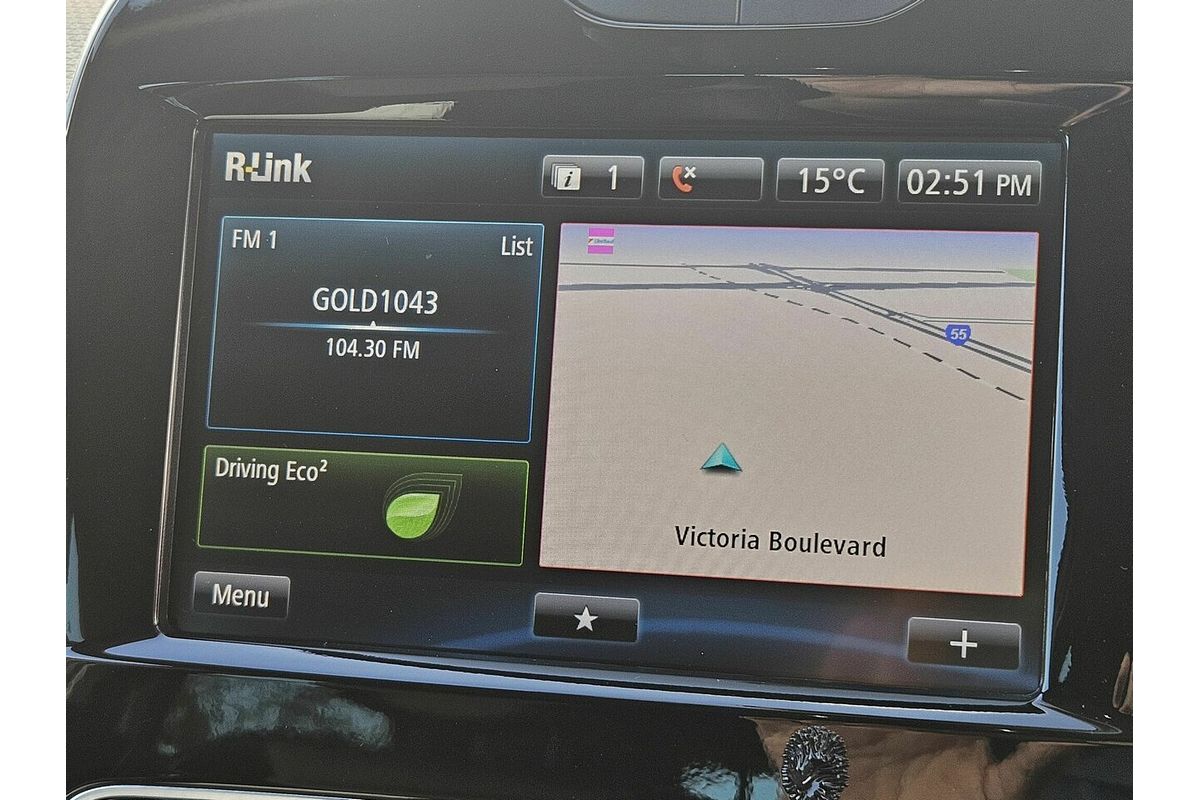 R-Link
i 1
15°C
02:51 PM
FM 1
List
GOLD1043
104.30 FM
55
Driving Eco²
Victoria Boulevard
Menu
+